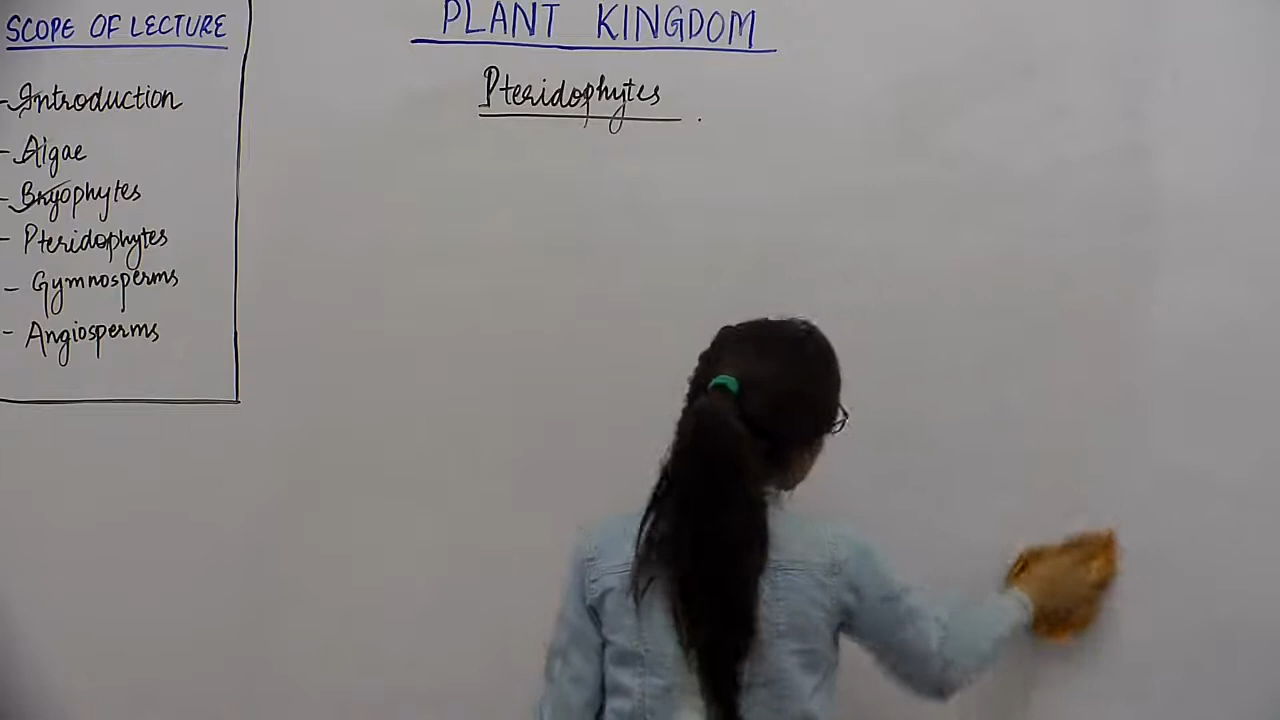 SCOPE OF LECTURE
- Introduction
- Algae
- Bryophytes
- Pteridophytes
- Gymnosperms
- Angiosperms
PLANT KINGDOM
Pteridophytes